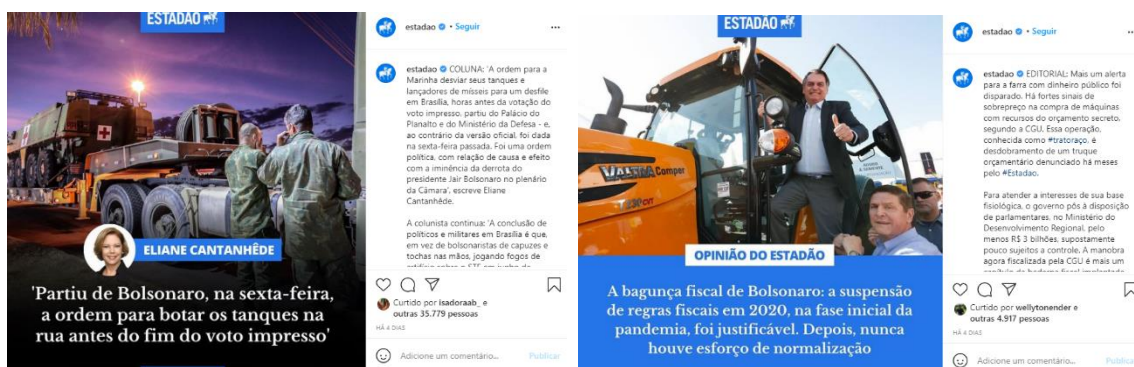 ESTADÃO
ELIANE CANTANHÊDE
'Partiu de Bolsonaro, na sexta-feira,
a ordem para botar os tanques na
rua antes do fim do voto impresso'
estadao • Seguir
estadao COLUNA: 'A ordem para a
Marinha desviar seus tanques e
lançadores de mísseis para um desfile
em Brasília, horas antes da votação do
voto impresso, partiu do Palácio do
Planalto e do Ministério da Defesa - e,
ao contrário da versão oficial, foi dada
na sexta-feira passada. Foi uma ordem
política, com relação de causa e efeito
com a iminência da derrota do
presidente Jair Bolsonaro no plenário
da Câmara', escreve Eliane
Cantanhêde.
A colunista continua: 'A conclusão de
políticos e militares em Brasília é que,
em vez de bolsonaristas de capuzes e
tochas nas mãos, jogando fogos de
Curtido por isadoraab_ e
outras 35.779 pessoas
HÁ 4 DIAS
Adicione um comentário... Publicar
ESTADÃO
VALTRA
T 250 CVT
OPINIÃO DO ESTADÃO
A bagunça fiscal de Bolsonaro: a suspensão
de regras fiscais em 2020, na fase inicial da
pandemia, foi justificável. Depois, nunca
houve esforço de normalização
estadao • Seguir
estadao EDITORIAL: Mais um alerta
para a farra com dinheiro público foi
disparado. Há fortes sinais de
sobrepreço na compra de máquinas
com recursos do orçamento secreto,
segundo a CGU. Essa operação,
conhecida como #tratoraço, é
desdobramento de um truque
orçamentário denunciado há meses
pelo #Estadao.
Para atender a interesses de sua base
fisiológica, o governo pôs à disposição
de parlamentares, no Ministério do
Desenvolvimento Regional, pelo
menos R$ 3 bilhões, supostamente
pouco sujeitos a controle. A manobra
agora fiscalizada pela CGU é mais um
Curtido por wellytonender e
outras 4.917 pessoas
HÁ 4 DIAS
Adicione um comentário... Publicar